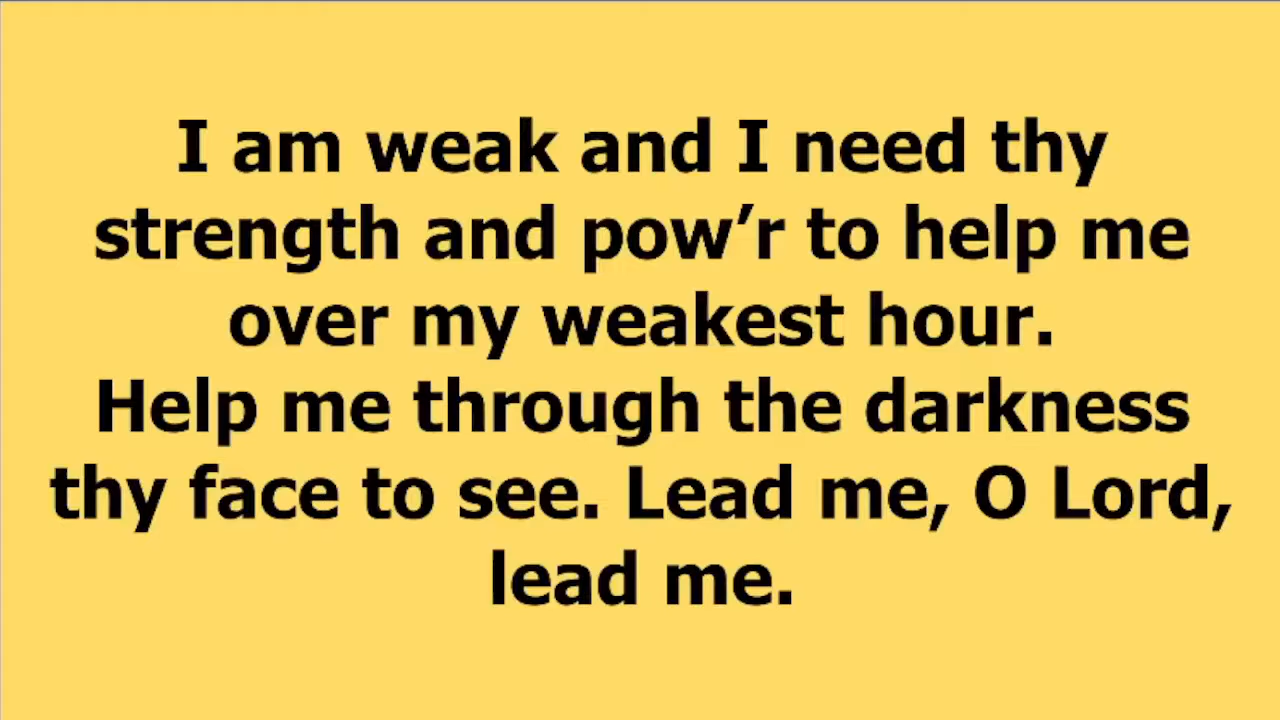 I am weak and I need thy
strength and pow’r to help me
over my weakest hour.
Help me through the darkness
thy face to see. Lead me, O Lord,
lead me.